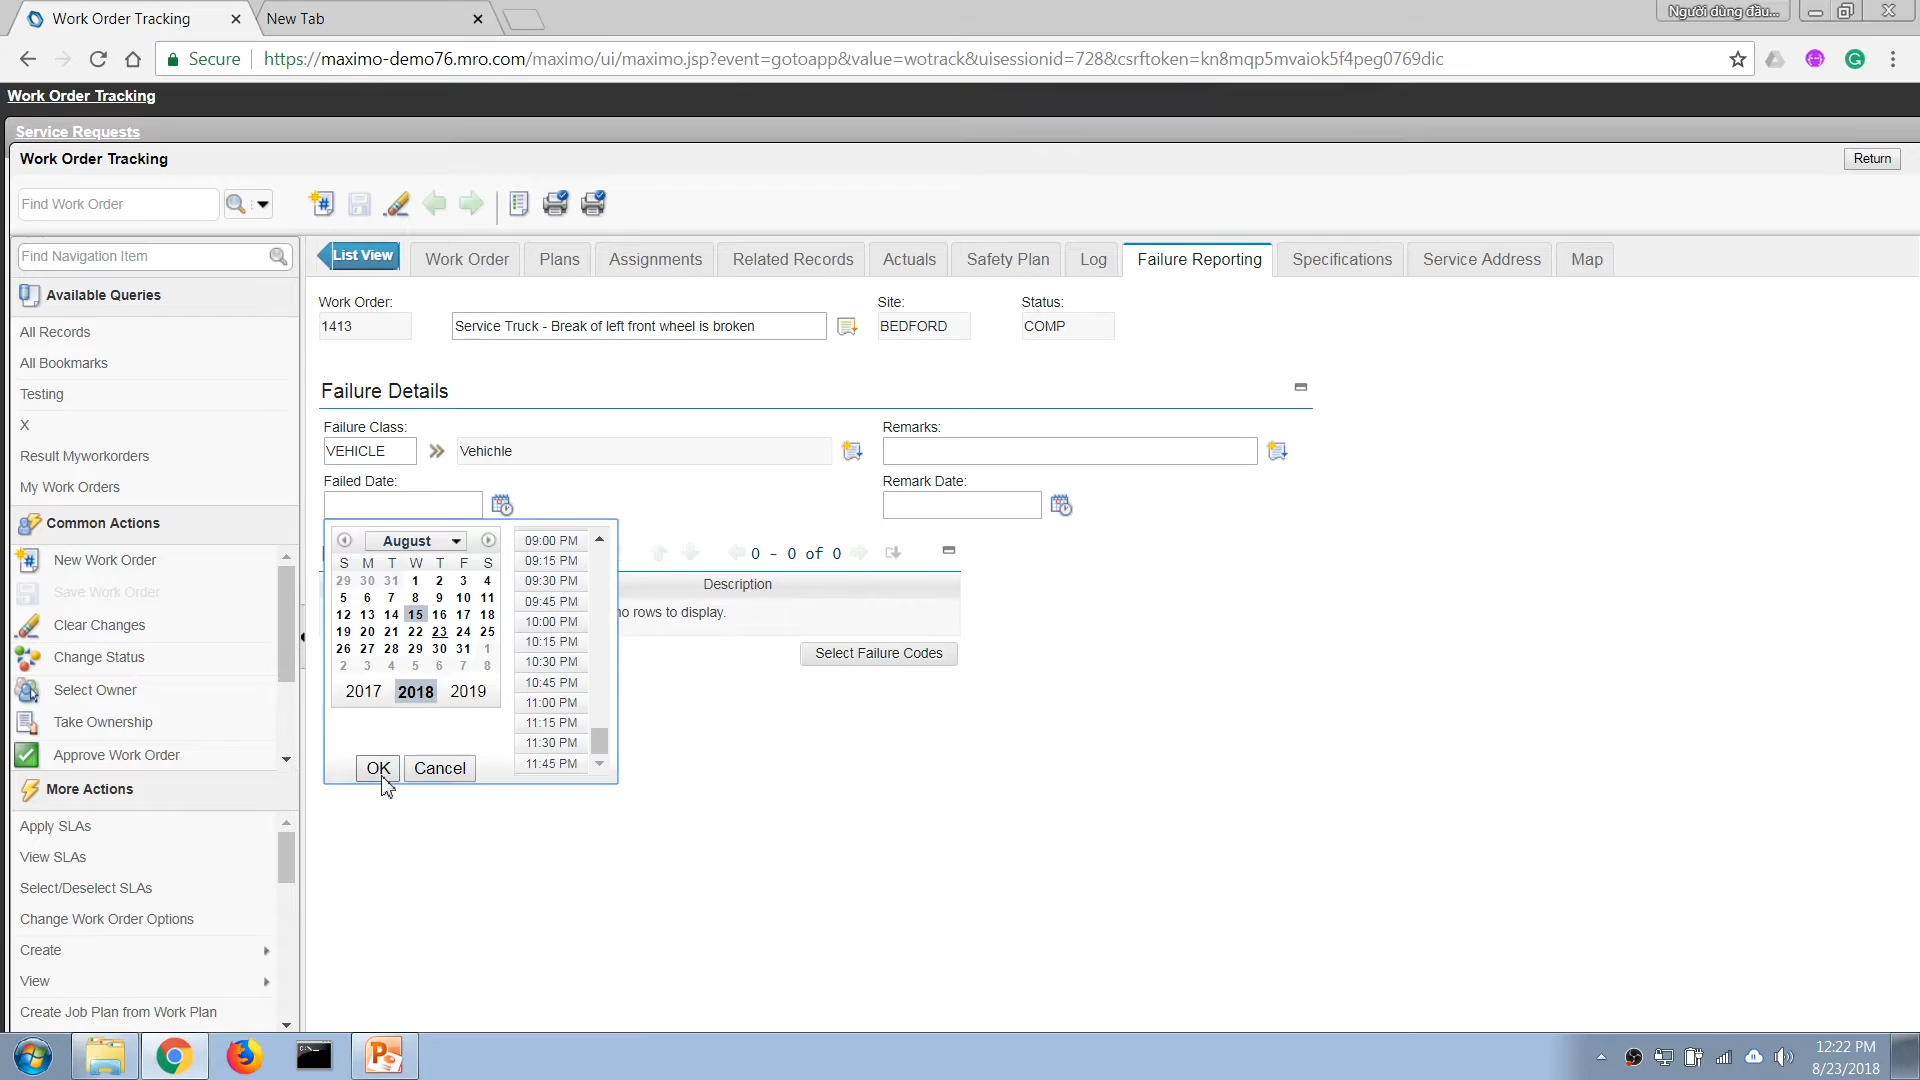 Work Order Tracking
New Tab
Người dùng đầu...
Secure
https://maximo-demo76.mro.com/maximo/ui/maximo.jsp?event=gotoapp&value=wotrack&uisessionid=728&csrftoken=kn8mqp5mvaiok5f4peg0769dic
Work Order Tracking
Service Requests
Work Order Tracking
Return
Find Work Order
Find Navigation Item
List View
Work Order
Plans
Assignments
Related Records
Actuals
Safety Plan
Log
Failure Reporting
Specifications
Service Address
Map
Available Queries
All Records
All Bookmarks
Testing
X
Result Myworkorders
My Work Orders
Common Actions
New Work Order
Save Work Order
Clear Changes
Change Status
Select Owner
Take Ownership
Approve Work Order
More Actions
Apply SLAs
View SLAs
Select/Deselect SLAs
Change Work Order Options
Create
View
Create Job Plan from Work Plan
Work Order:
Site:
Status:
1413
Service Truck - Break of left front wheel is broken
BEDFORD
COMP
Failure Details
Failure Class:
Remarks:
VEHICLE
Vehichle
Failed Date:
Remark Date:
0 - 0 of 0
Description
no rows to display.
Select Failure Codes
August
S M T W T F S
29 30 31 1 2 3 4
5 6 7 8 9 10 11
12 13 14 15 16 17 18
19 20 21 22 23 24 25
26 27 28 29 30 31 1
2 3 4 5 6 7 8
2017 2018 2019
OK
Cancel
09:00 PM
09:15 PM
09:30 PM
09:45 PM
10:00 PM
10:15 PM
10:30 PM
10:45 PM
11:00 PM
11:15 PM
11:30 PM
11:45 PM
12:22 PM
8/23/2018